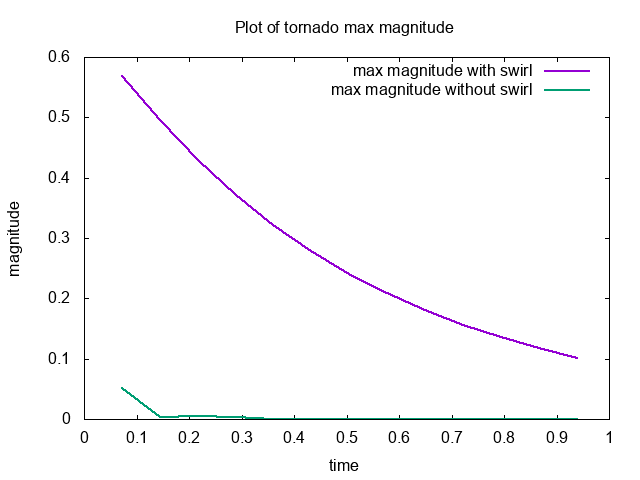 Plot of tornado max magnitude
0.6
max magnitude with swirl
max magnitude without swirl
0.5
0.4
0.3
0.2
0.1
0
magnitude
0 0.1 0.2 0.3 0.4 0.5 0.6 0.7 0.8 0.9 1
time